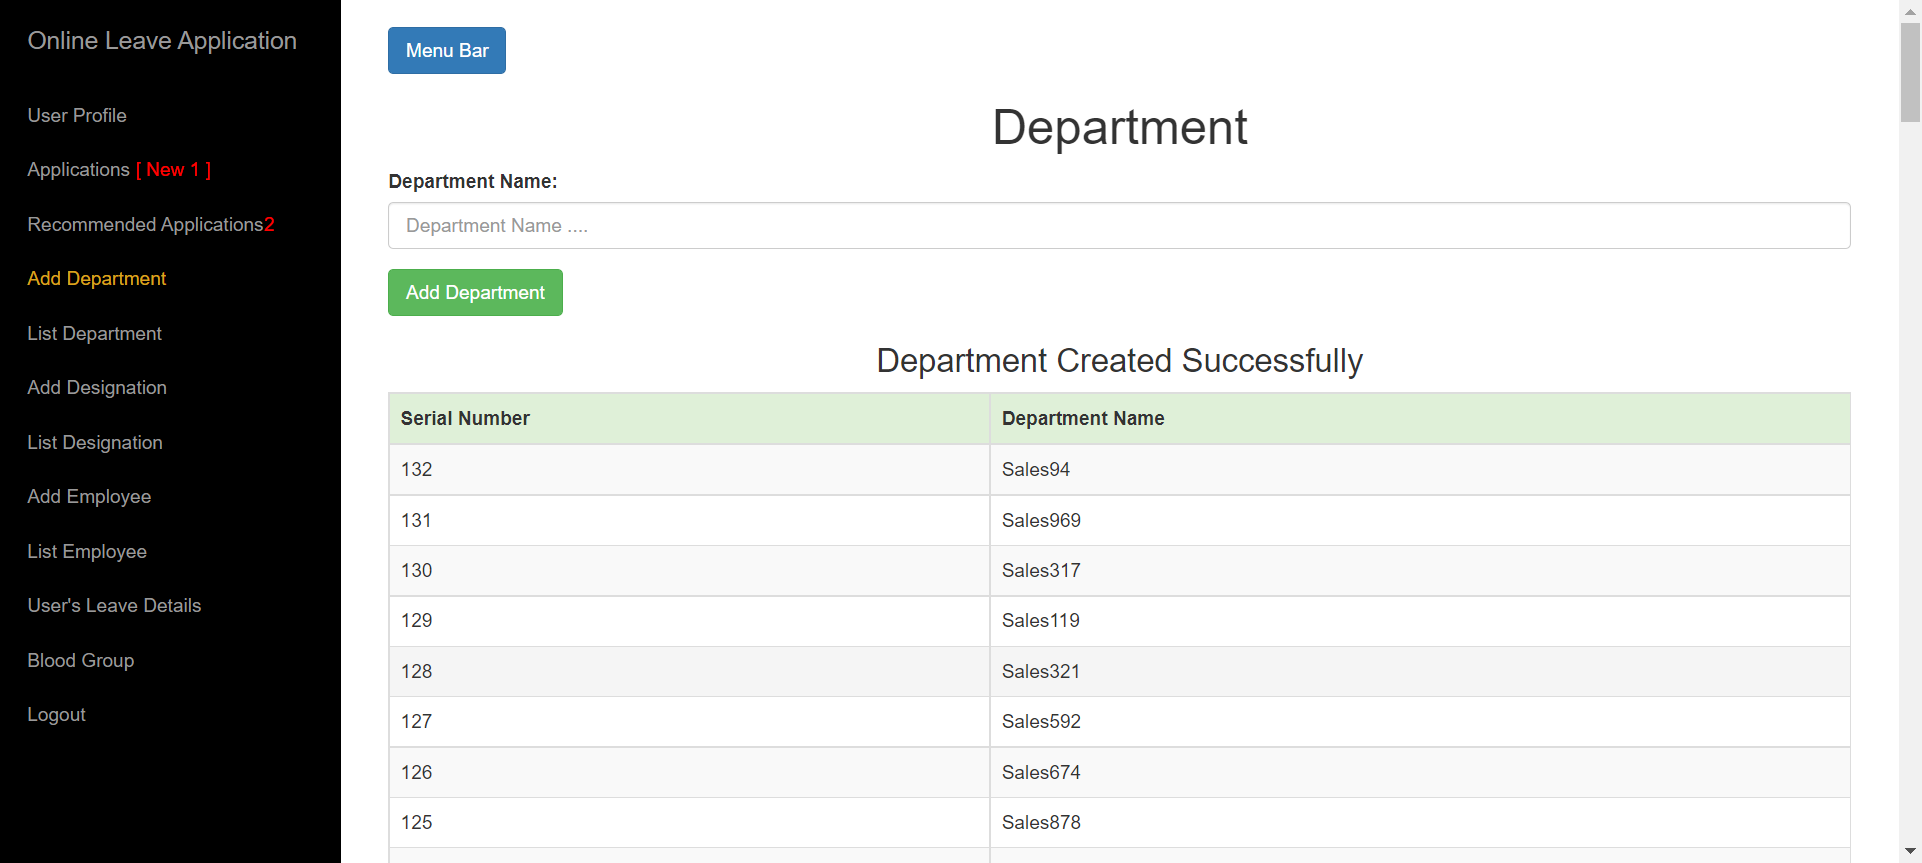 Online Leave Application
User Profile
Applications [ New 1 ]
Recommended Applications2
Add Department
List Department
Add Designation
List Designation
Add Employee
List Employee
User's Leave Details
Blood Group
Logout
Menu Bar
Department
Department Name:
Department Name ....
Add Department
Department Created Successfully
Serial Number Department Name
132 Sales94
131 Sales969
130 Sales317
129 Sales119
128 Sales321
127 Sales592
126 Sales674
125 Sales878